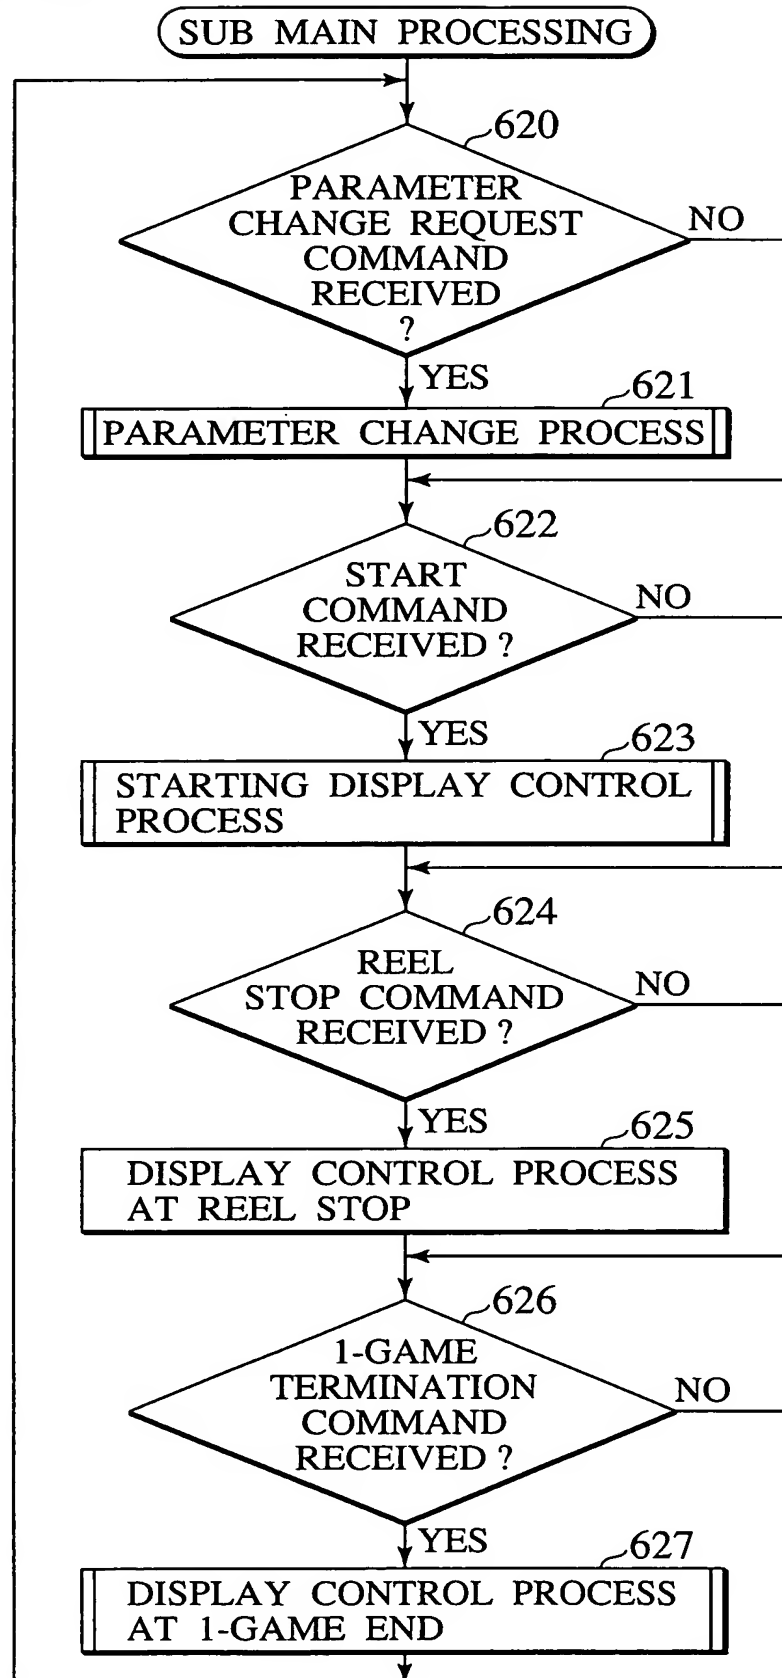 SUB MAIN PROCESSING
620
PARAMETER
CHANGE REQUEST
COMMAND
RECEIVED
?
NO
YES
621
PARAMETER CHANGE PROCESS
622
START
COMMAND
RECEIVED ?
NO
YES
623
STARTING DISPLAY CONTROL
PROCESS
624
REEL
STOP COMMAND
RECEIVED ?
NO
YES
625
DISPLAY CONTROL PROCESS
AT REEL STOP
626
1-GAME
TERMINATION
COMMAND
RECEIVED ?
NO
YES
627
DISPLAY CONTROL PROCESS
AT 1-GAME END